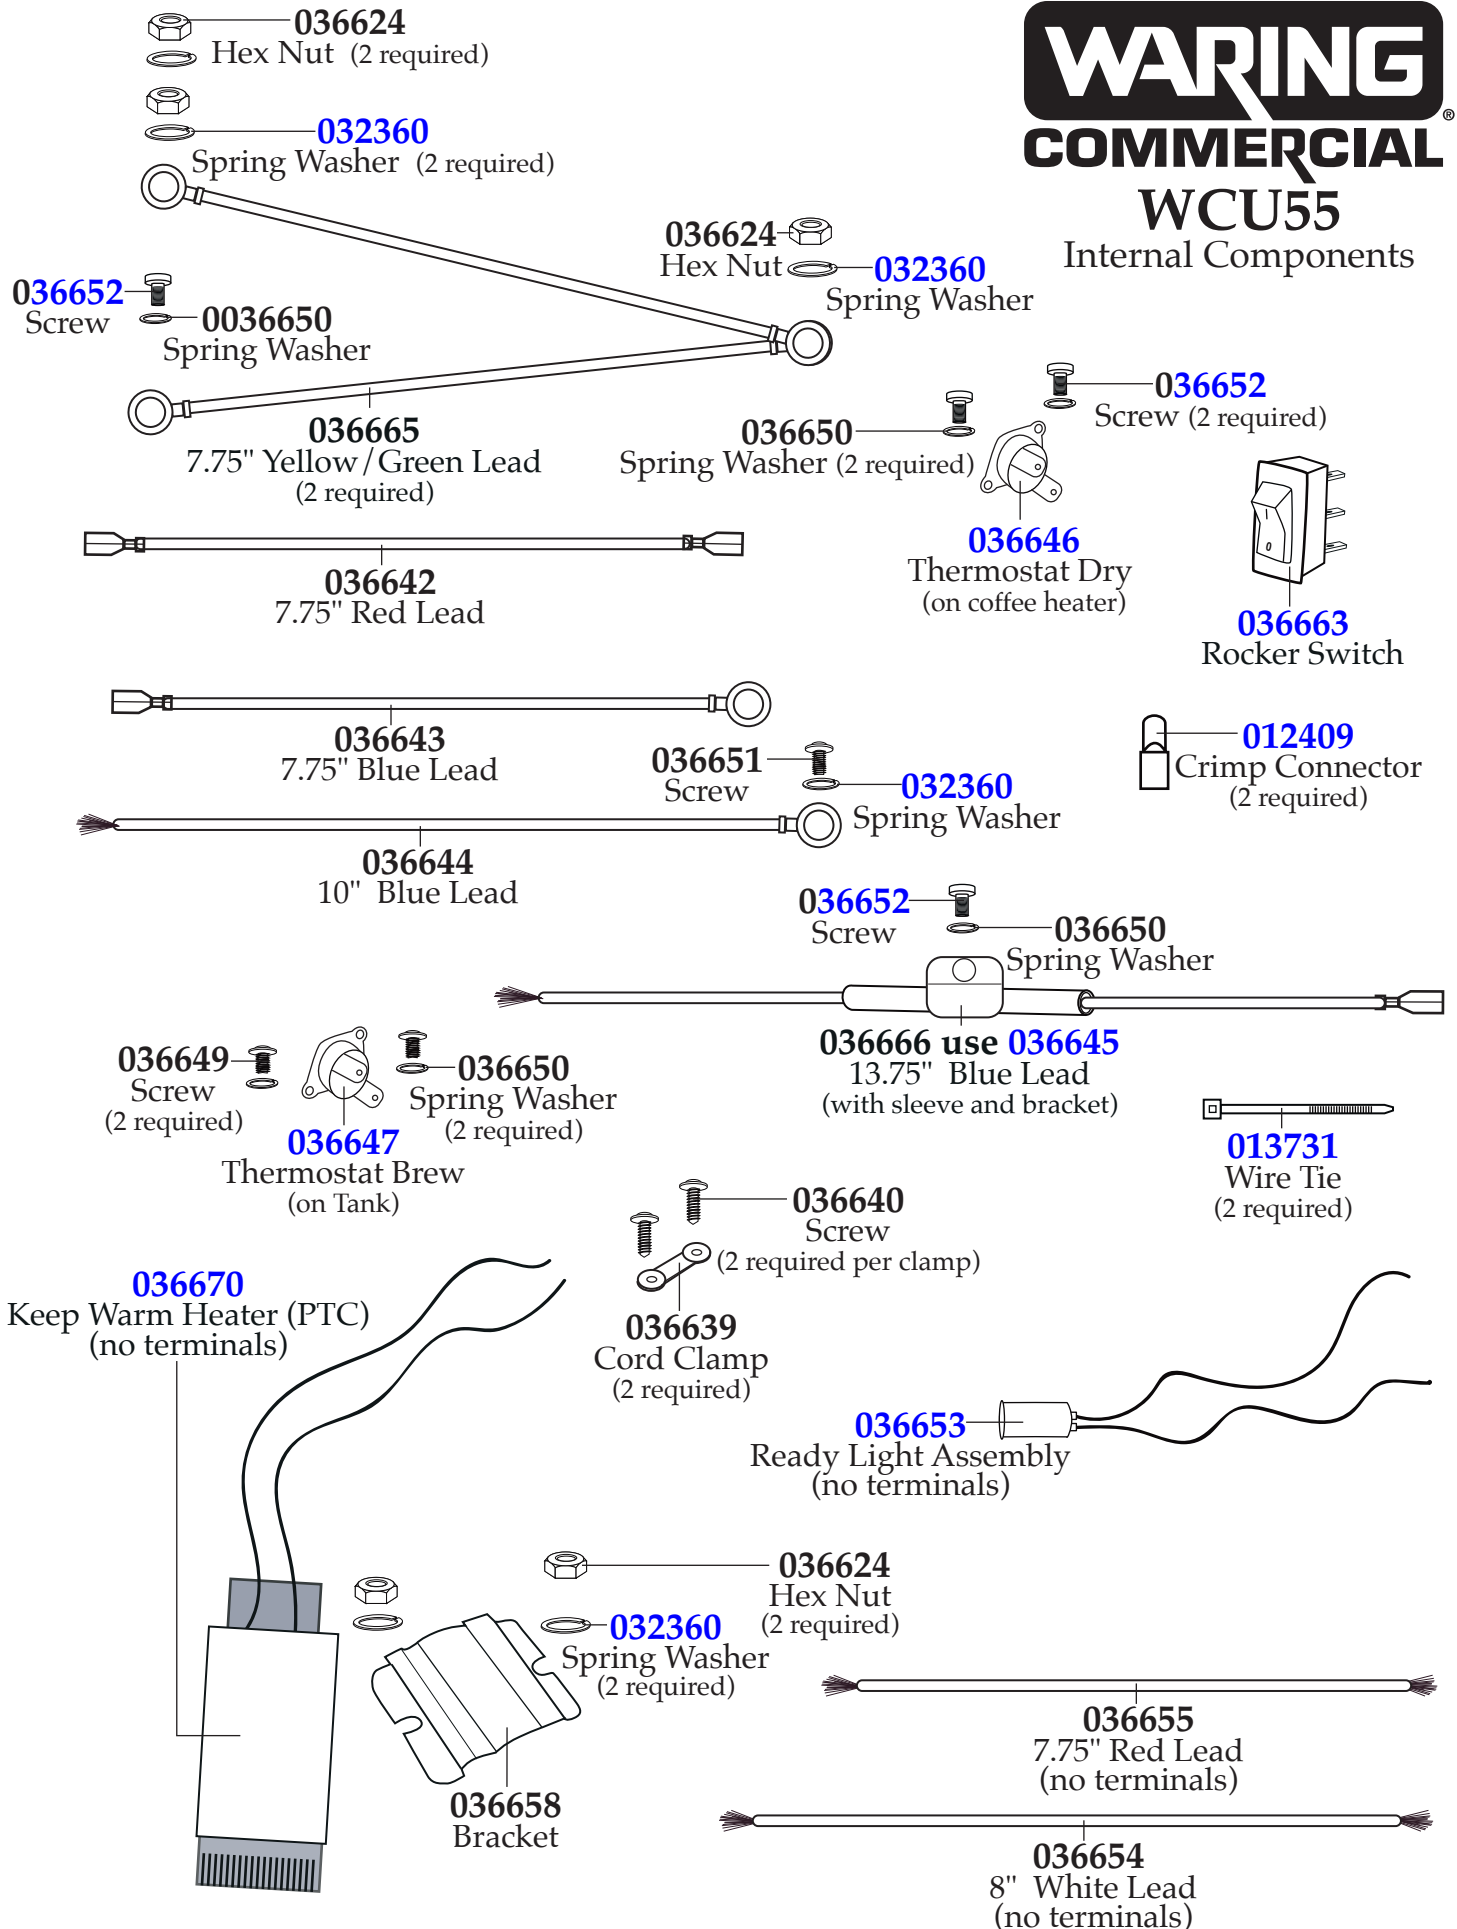 036624
Hex Nut (2 required)
032360
Spring Washer (2 required)
WARING
®
COMMERCIAL
WCU55
Internal Components
036624
Hex Nut
032360
Spring Washer
036652
Screw
0036650
Spring Washer
036665
7.75" Yellow/Green Lead
(2 required)
036652
Screw (2 required)
036650
Spring Washer (2 required)
036646
Thermostat Dry
(on coffee heater)
I
0
036663
Rocker Switch
036642
7.75" Red Lead
036643
7.75" Blue Lead
036651
Screw
032360
Spring Washer
012409
Crimp Connector
(2 required)
036644
10" Blue Lead
036652
Screw
036650
Spring Washer
036666 use 036645
13.75" Blue Lead
(with sleeve and bracket)
036649
Screw
(2 required)
036650
Spring Washer
(2 required)
036647
Thermostat Brew
(on Tank)
013731
Wire Tie
(2 required)
036640
Screw
(2 required per clamp)
036639
Cord Clamp
(2 required)
036670
Keep Warm Heater (PTC)
(no terminals)
036653
Ready Light Assembly
(no terminals)
036624
Hex Nut
(2 required)
032360
Spring Washer
(2 required)
036658
Bracket
036655
7.75" Red Lead
(no terminals)
036654
8" White Lead
(no terminals)